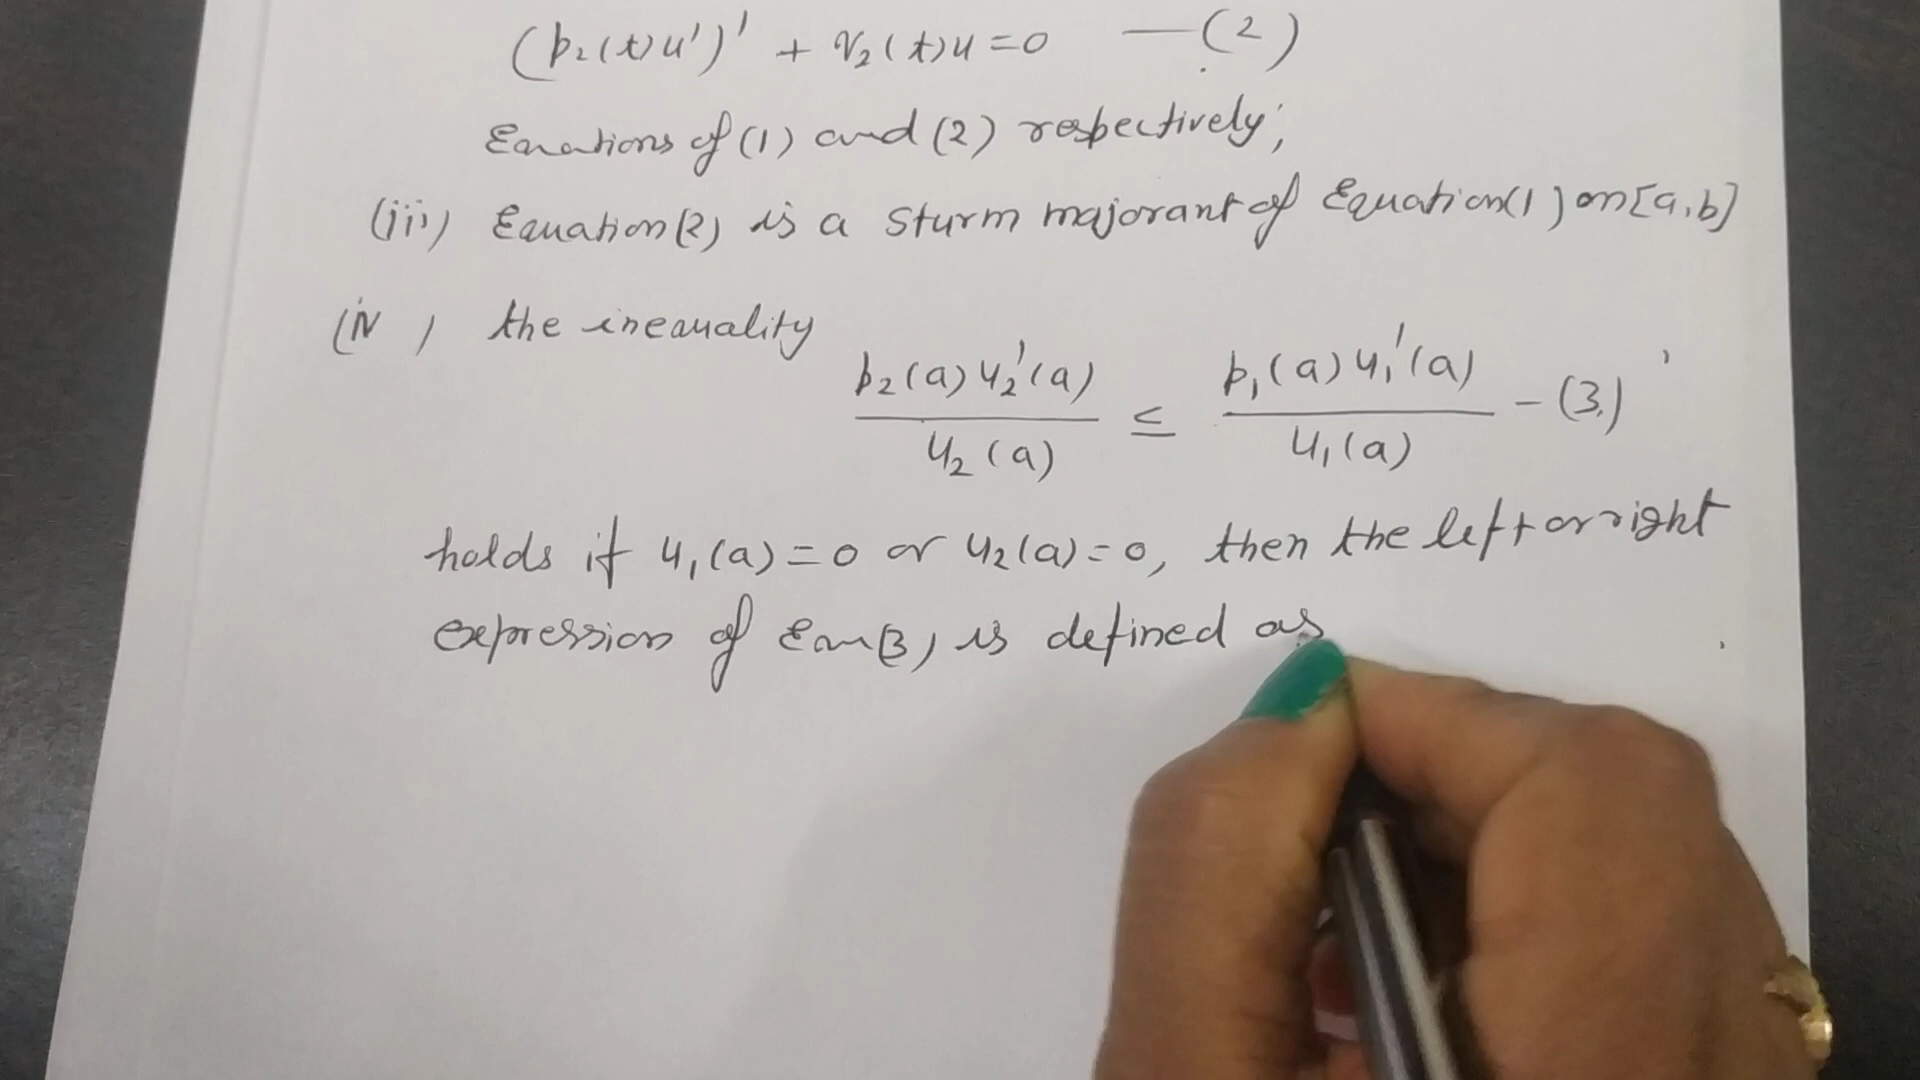 (p₂(t)u')' + r₂(t)u = 0 —(2)
Equations of (1) and (2) respectively;
(iii) Equation(2) is a Sturm majorant of Equation(1) on [a,b]
(iv) the inequality
p₂(a)u₂'(a) / u₂(a) ≤ p₁(a)u₁'(a) / u₁(a) – (3)
holds if u₁(a) = 0 or u₂(a) = 0, then the left or right
expression of Eqn(3) is defined as